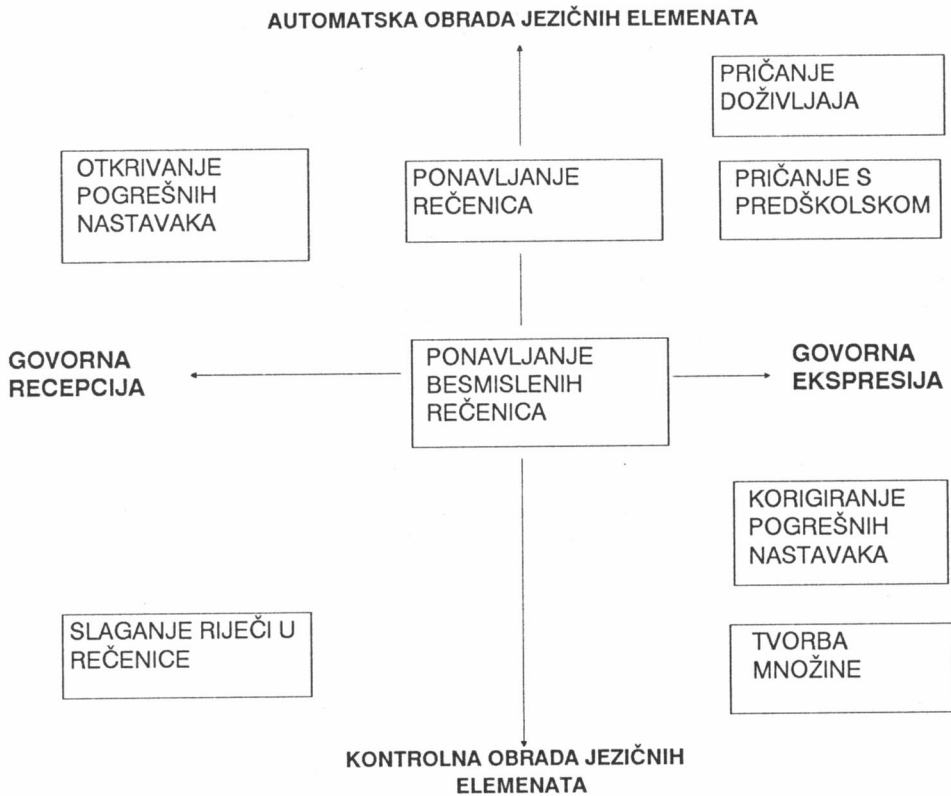 AUTOMATSKA OBRADA JEZIČNIH ELEMENATA
PRIČANJE
DOŽIVLJAJA
OTKRIVANJE
POGREŠNIH
NASTAVAKA
PONAVLJANJE
REČENICA
PRIČANJE S
PREDŠKOLSKOM
GOVORNA
RECEPCIJA
PONAVLJANJE
BESMISLENIH
REČENICA
GOVORNA
EKSPRESIJA
KORIGIRANJE
POGREŠNIH
NASTAVAKA
SLAGANJE RIJEČI U
REČENICE
TVORBA
MNOŽINE
KONTROLNA OBRADA JEZIČNIH
ELEMENATA